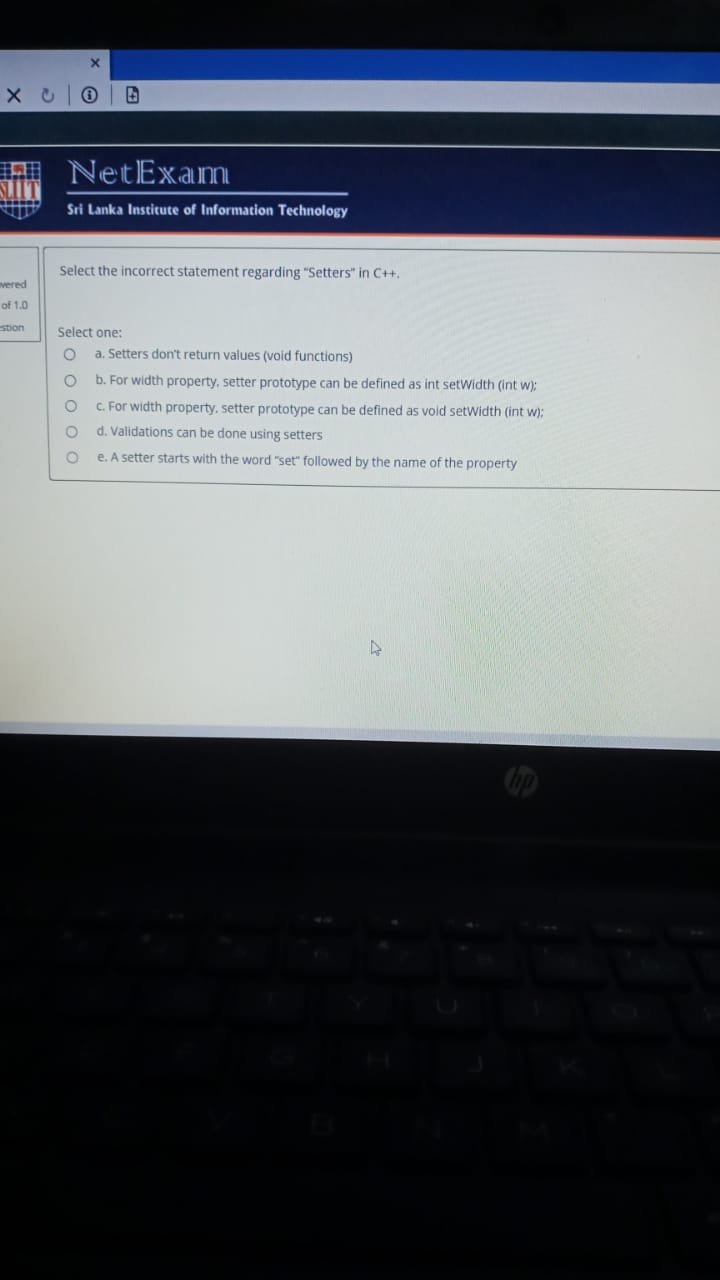 NetExam
SLIIT
Sri Lanka Institute of Information Technology
wered
of 1.0
estion
Select the incorrect statement regarding "Setters" in C++.
Select one:
a. Setters don't return values (void functions)
b. For width property, setter prototype can be defined as int setWidth (int w);
c. For width property, setter prototype can be defined as void setWidth (int w);
d. Validations can be done using setters
e. A setter starts with the word "set" followed by the name of the property
hp
T Y U I O P
G H J K L
V B N M